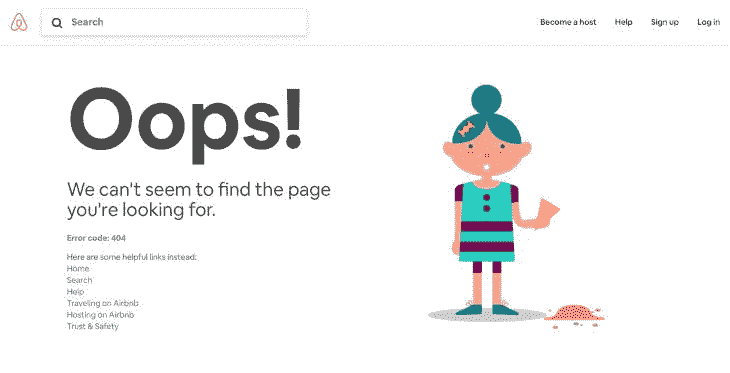 Search
Become a host
Help
Sign up
Log in
Oops!
We can't seem to find the page
you're looking for.
Error code: 404
Here are some helpful links instead:
Home
Search
Help
Traveling on Airbnb
Hosting on Airbnb
Trust & Safety